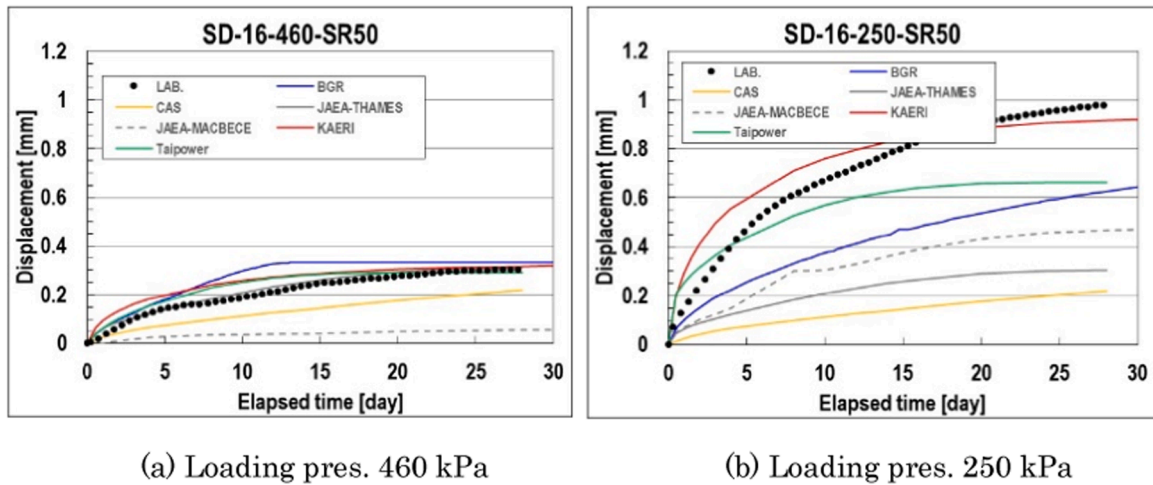 SD-16-460-SR50
1.2
1
0.8
0.6
0.4
0.2
0
Displacement [mm]
LAB. BGR
CAS JAEA-THAMES
JAEA-MACBECE KAERI
Taipower
0 5 10 15 20 25 30
Elapsed time [day]
(a) Loading pres. 460 kPa
SD-16-250-SR50
1.2
1
0.8
0.6
0.4
0.2
0
Displacement [mm]
LAB. BGR
CAS JAEA-THAMES
JAEA-MACBECE KAERI
Taipower
0 5 10 15 20 25 30
Elapsed time [day]
(b) Loading pres. 250 kPa